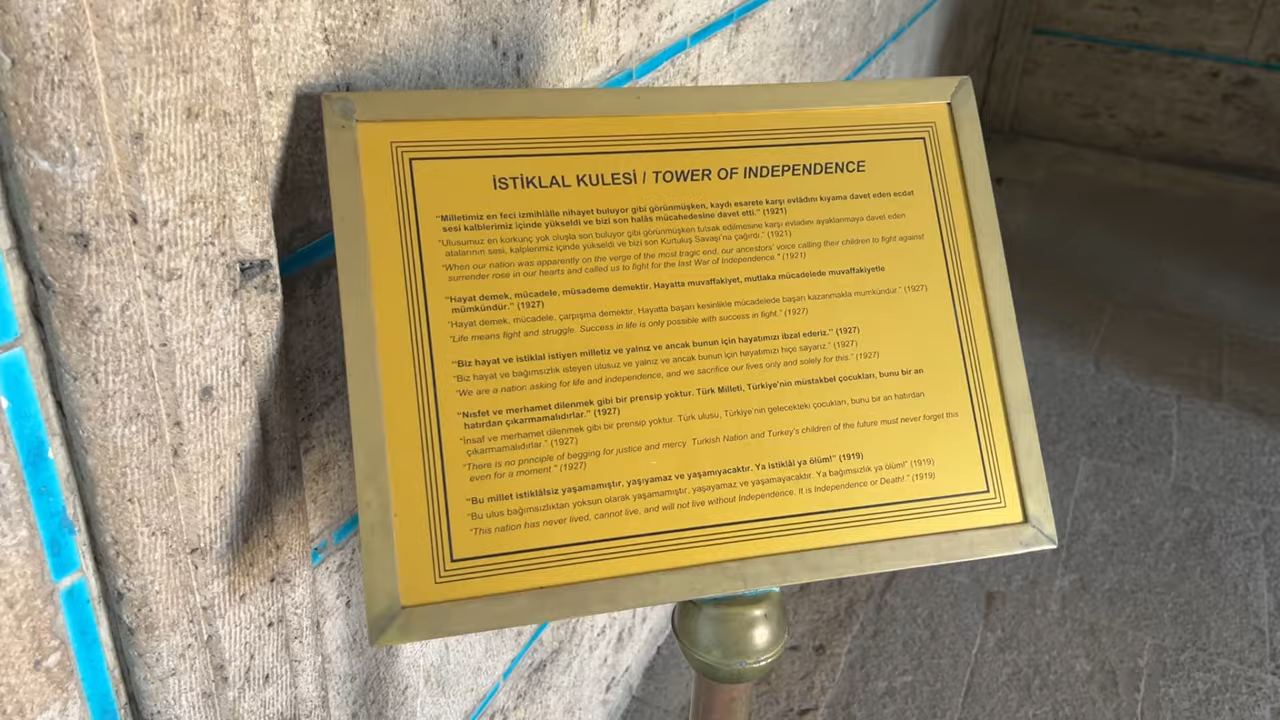 İSTİKLAL KULESİ / TOWER OF INDEPENDENCE
“Milletimiz en feci izmihlâlle nihayet buluyor gibi görünmüşken, kaydı esarete karşı evlâdını kıyama davet eden ecdat
sesi kalblerimiz içinde yükseldi ve bizi son halâs mücahedesine davet etti.” (1921)
“Ulusumuz en korkunç yok oluşla son buluyor gibi görünmüşken tutsak edilmesine karşı evladını ayaklanmaya davet eden
atalarının sesi, kalplerimiz içinde yükseldi ve bizi son Kurtuluş Savaşı’na çağırdı.” (1921)
“When our nation was apparently on the verge of the most tragic end, our ancestors’ voice calling their children to fight against
surrender rose in our hearts and called us to fight for the last War of Independence.” (1921)
“Hayat demek, mücadele, müsademe demektir. Hayatta muvaffakiyet, mutlaka mücadelede muvaffakiyetle
mümkündür.” (1927)
“Hayat demek, mücadele, çarpışma demektir. Hayatta başarı kesinlikle mücadelede başarı kazanmakla mümkündür.” (1927)
“Life means fight and struggle. Success in life is only possible with success in fight.” (1927)
“Biz hayat ve istiklal istiyen milletiz ve yalnız ve ancak bunun için hayatımızı ibzal ederiz.” (1927)
“Biz hayat ve bağımsızlık isteyen ulusuz ve yalnız ve ancak bunun için hayatımızı hiçe sayarız.” (1927)
“We are a nation asking for life and independence, and we sacrifice our lives only and solely for this.” (1927)
“Nısfet ve merhamet dilenmek gibi bir prensip yoktur. Türk Milleti, Türkiye’nin müstakbel çocukları, bunu bir an
hatırdan çıkarmamalıdırlar.” (1927)
“İnsaf ve merhamet dilenmek gibi bir prensip yoktur. Türk ulusu, Türkiye’nin gelecekteki çocukları, bunu bir an hatırdan
çıkarmamalıdırlar.” (1927)
“There is no principle of begging for justice and mercy Turkish Nation and Turkey’s children of the future must never forget this
even for a moment.” (1927)
“Bu millet istiklâlsiz yaşamamıştır, yaşıyamaz ve yaşamıyacaktır. Ya istiklâl ya ölüm!” (1919)
“Bu ulus bağımsızlıktan yoksun olarak yaşamamıştır, yaşayamaz ve yaşamayacaktır. Ya bağımsızlık ya ölüm!” (1919)
“This nation has never lived, cannot live, and will not live without Independence. It is Independence or Death!” (1919)